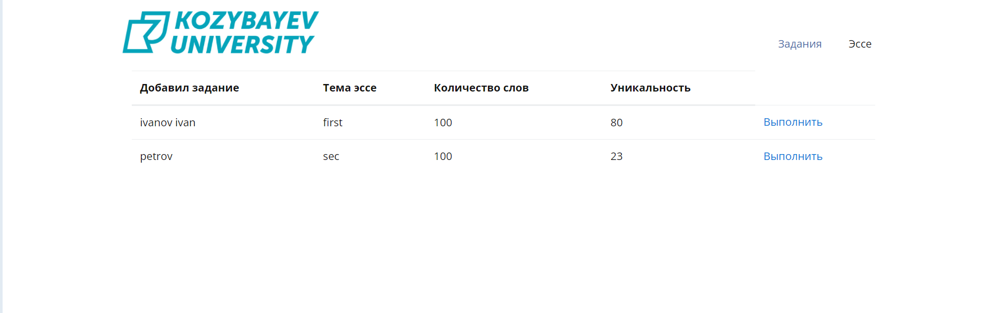 KOZYBAYEV
UNIVERSITY
Задания Эссе
Добавил задание Тема эссе Количество слов Уникальность
ivanov ivan first 100 80 Выполнить
petrov sec 100 23 Выполнить